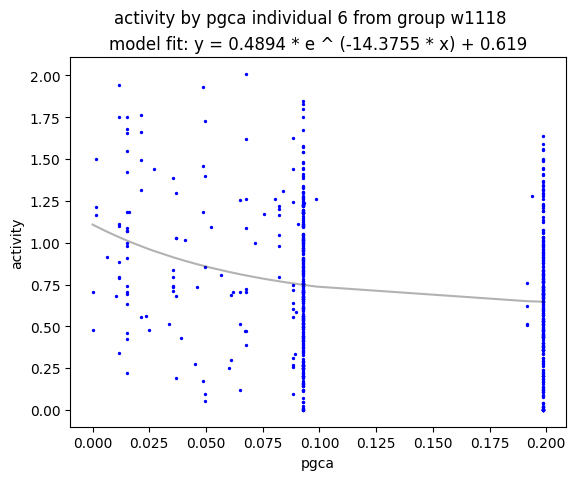 activity by pgca individual 6 from group w1118
model fit: y = 0.4894 * e ^ (-14.3755 * x) + 0.619
2.00
1.75
1.50
1.25
1.00
0.75
0.50
0.25
0.00
activity
0.000 0.025 0.050 0.075 0.100 0.125 0.150 0.175 0.200
pgca